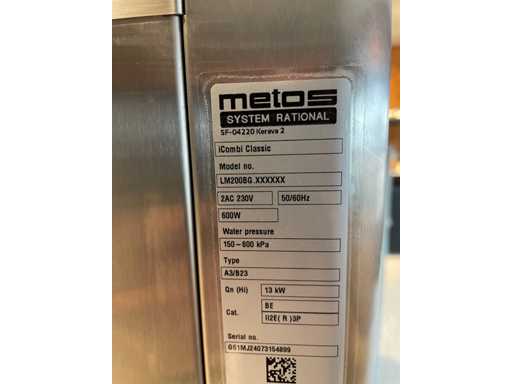 metos
SYSTEM RATIONAL
SF-04220 Kerava 2
iCombi Classic
Model no.
LM200BG.XXXXXX
2AC 230V 50/60Hz
600W
Water pressure
150-600 kPa
Type
A3/B23
Qn (Hi) 13 kW
BE
Cat. II2E( R )3P
Serial no.
G61MJ24073154899